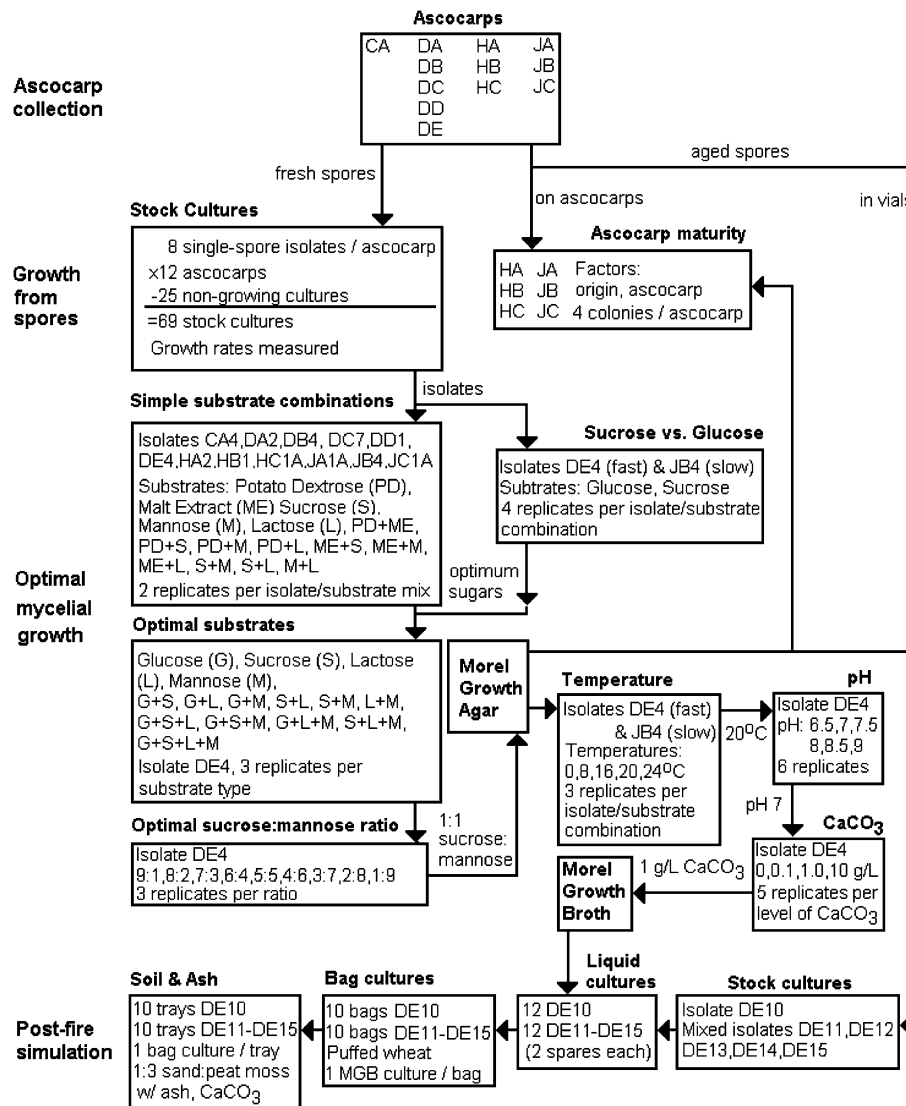 Ascocarps
CA DA HA JA
DB HB JB
DC HC JC
DD
DE
Ascocarp
collection
aged spores
fresh spores
on ascocarps
in vials
Stock Cultures
8 single-spore isolates / ascocarp
x12 ascocarps
-25 non-growing cultures
=69 stock cultures
Growth rates measured
Growth
from
spores
Ascocarp maturity
HA JA Factors:
HB JB origin, ascocarp
HC JC 4 colonies / ascocarp
isolates
Simple substrate combinations
Isolates CA4,DA2,DB4, DC7,DD1,
DE4,HA2,HB1,HC1A,JA1A,JB4,JC1A
Substrates: Potato Dextrose (PD),
Malt Extract (ME) Sucrose (S),
Mannose (M), Lactose (L), PD+ME,
PD+S, PD+M, PD+L, ME+S, ME+M,
ME+L, S+M, S+L, M+L
2 replicates per isolate/substrate mix
Sucrose vs. Glucose
Isolates DE4 (fast) & JB4 (slow)
Subtrates: Glucose, Sucrose
4 replicates per isolate/substrate
combination
optimum
sugars
Optimal
mycelial
growth
Optimal substrates
Glucose (G), Sucrose (S), Lactose
(L), Mannose (M),
G+S, G+L, G+M, S+L, S+M, L+M,
G+S+L, G+S+M, G+L+M, S+L+M,
G+S+L+M
Isolate DE4, 3 replicates per
substrate type
Morel
Growth
Agar
Temperature
Isolates DE4 (fast)
& JB4 (slow)
Temperatures:
0,8,16,20,24ºC
3 replicates per
isolate/substrate
combination
20ºC
pH
Isolate DE4
pH: 6.5,7,7.5
8,8.5,9
6 replicates
pH 7
Optimal sucrose:mannose ratio
Isolate DE4
9:1,8:2,7:3,6:4,5:5,4:6,3:7,2:8,1:9
3 replicates per ratio
1:1
sucrose:
mannose
CaCO3
Isolate DE4
0,0.1,1.0,10 g/L
5 replicates per
level of CaCO3
1 g/L CaCO3
Morel
Growth
Broth
Post-fire
simulation
Soil & Ash
10 trays DE10
10 trays DE11-DE15
1 bag culture / tray
1:3 sand:peat moss
w/ ash, CaCO3
Bag cultures
10 bags DE10
10 bags DE11-DE15
Puffed wheat
1 MGB culture / bag
Liquid
cultures
12 DE10
12 DE11-DE15
(2 spares each)
Stock cultures
Isolate DE10
Mixed isolates DE11,DE12
DE13,DE14,DE15